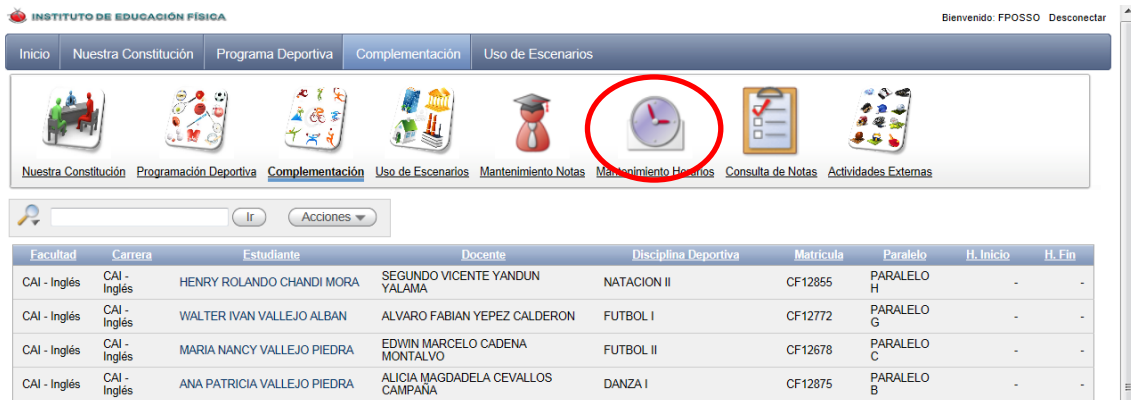 INSTITUTO DE EDUCACIÓN FÍSICA
Bienvenido: FPOSSO Desconectar
Inicio Nuestra Constitución Programa Deportiva Complementación Uso de Escenarios
Nuestra Constitución Programación Deportiva Complementación Uso de Escenarios Mantenimiento Notas Mantenimiento Horarios Consulta de Notas Actividades Externas
Ir Acciones
Facultad Carrera Estudiante Docente Disciplina Deportiva Matricula Paralelo H. Inicio H. Fin
CAI - Inglés CAI - Inglés HENRY ROLANDO CHANDI MORA SEGUNDO VICENTE YANDUN YALAMA NATACION II CF12855 PARALELO H - -
CAI - Inglés CAI - Inglés WALTER IVAN VALLEJO ALBAN ALVARO FABIAN YEPEZ CALDERON FUTBOL I CF12772 PARALELO G - -
CAI - Inglés CAI - Inglés MARIA NANCY VALLEJO PIEDRA EDWIN MARCELO CADENA MONTALVO FUTBOL II CF12678 PARALELO C - -
CAI - Inglés CAI - Inglés ANA PATRICIA VALLEJO PIEDRA ALICIA MAGDADELA CEVALLOS CAMPAÑA DANZA I CF12875 PARALELO B - -